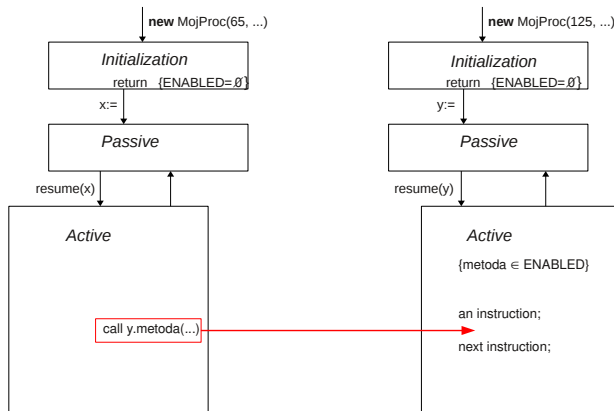 new MojProc(65, ...)
Initialization
return {ENABLED=∅}
x:=
Passive
resume(x)
Active
call y.metoda(...)
new MojProc(125, ...)
Initialization
return {ENABLED=∅}
y:=
Passive
resume(y)
Active
{metoda ∈ ENABLED}
an instruction;
next instruction;